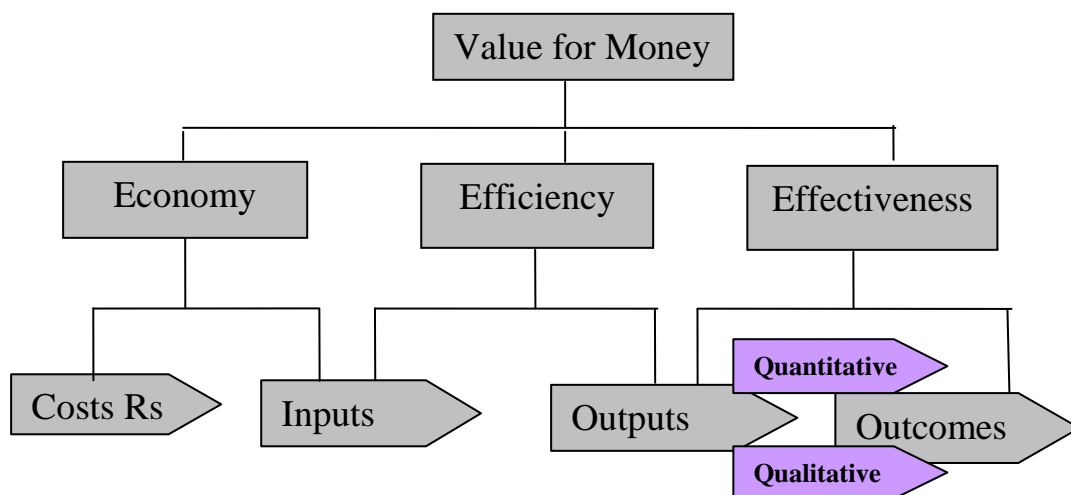 Value for Money
Economy
Efficiency
Effectiveness
Costs Rs
Inputs
Outputs
Quantitative
Qualitative
Outcomes